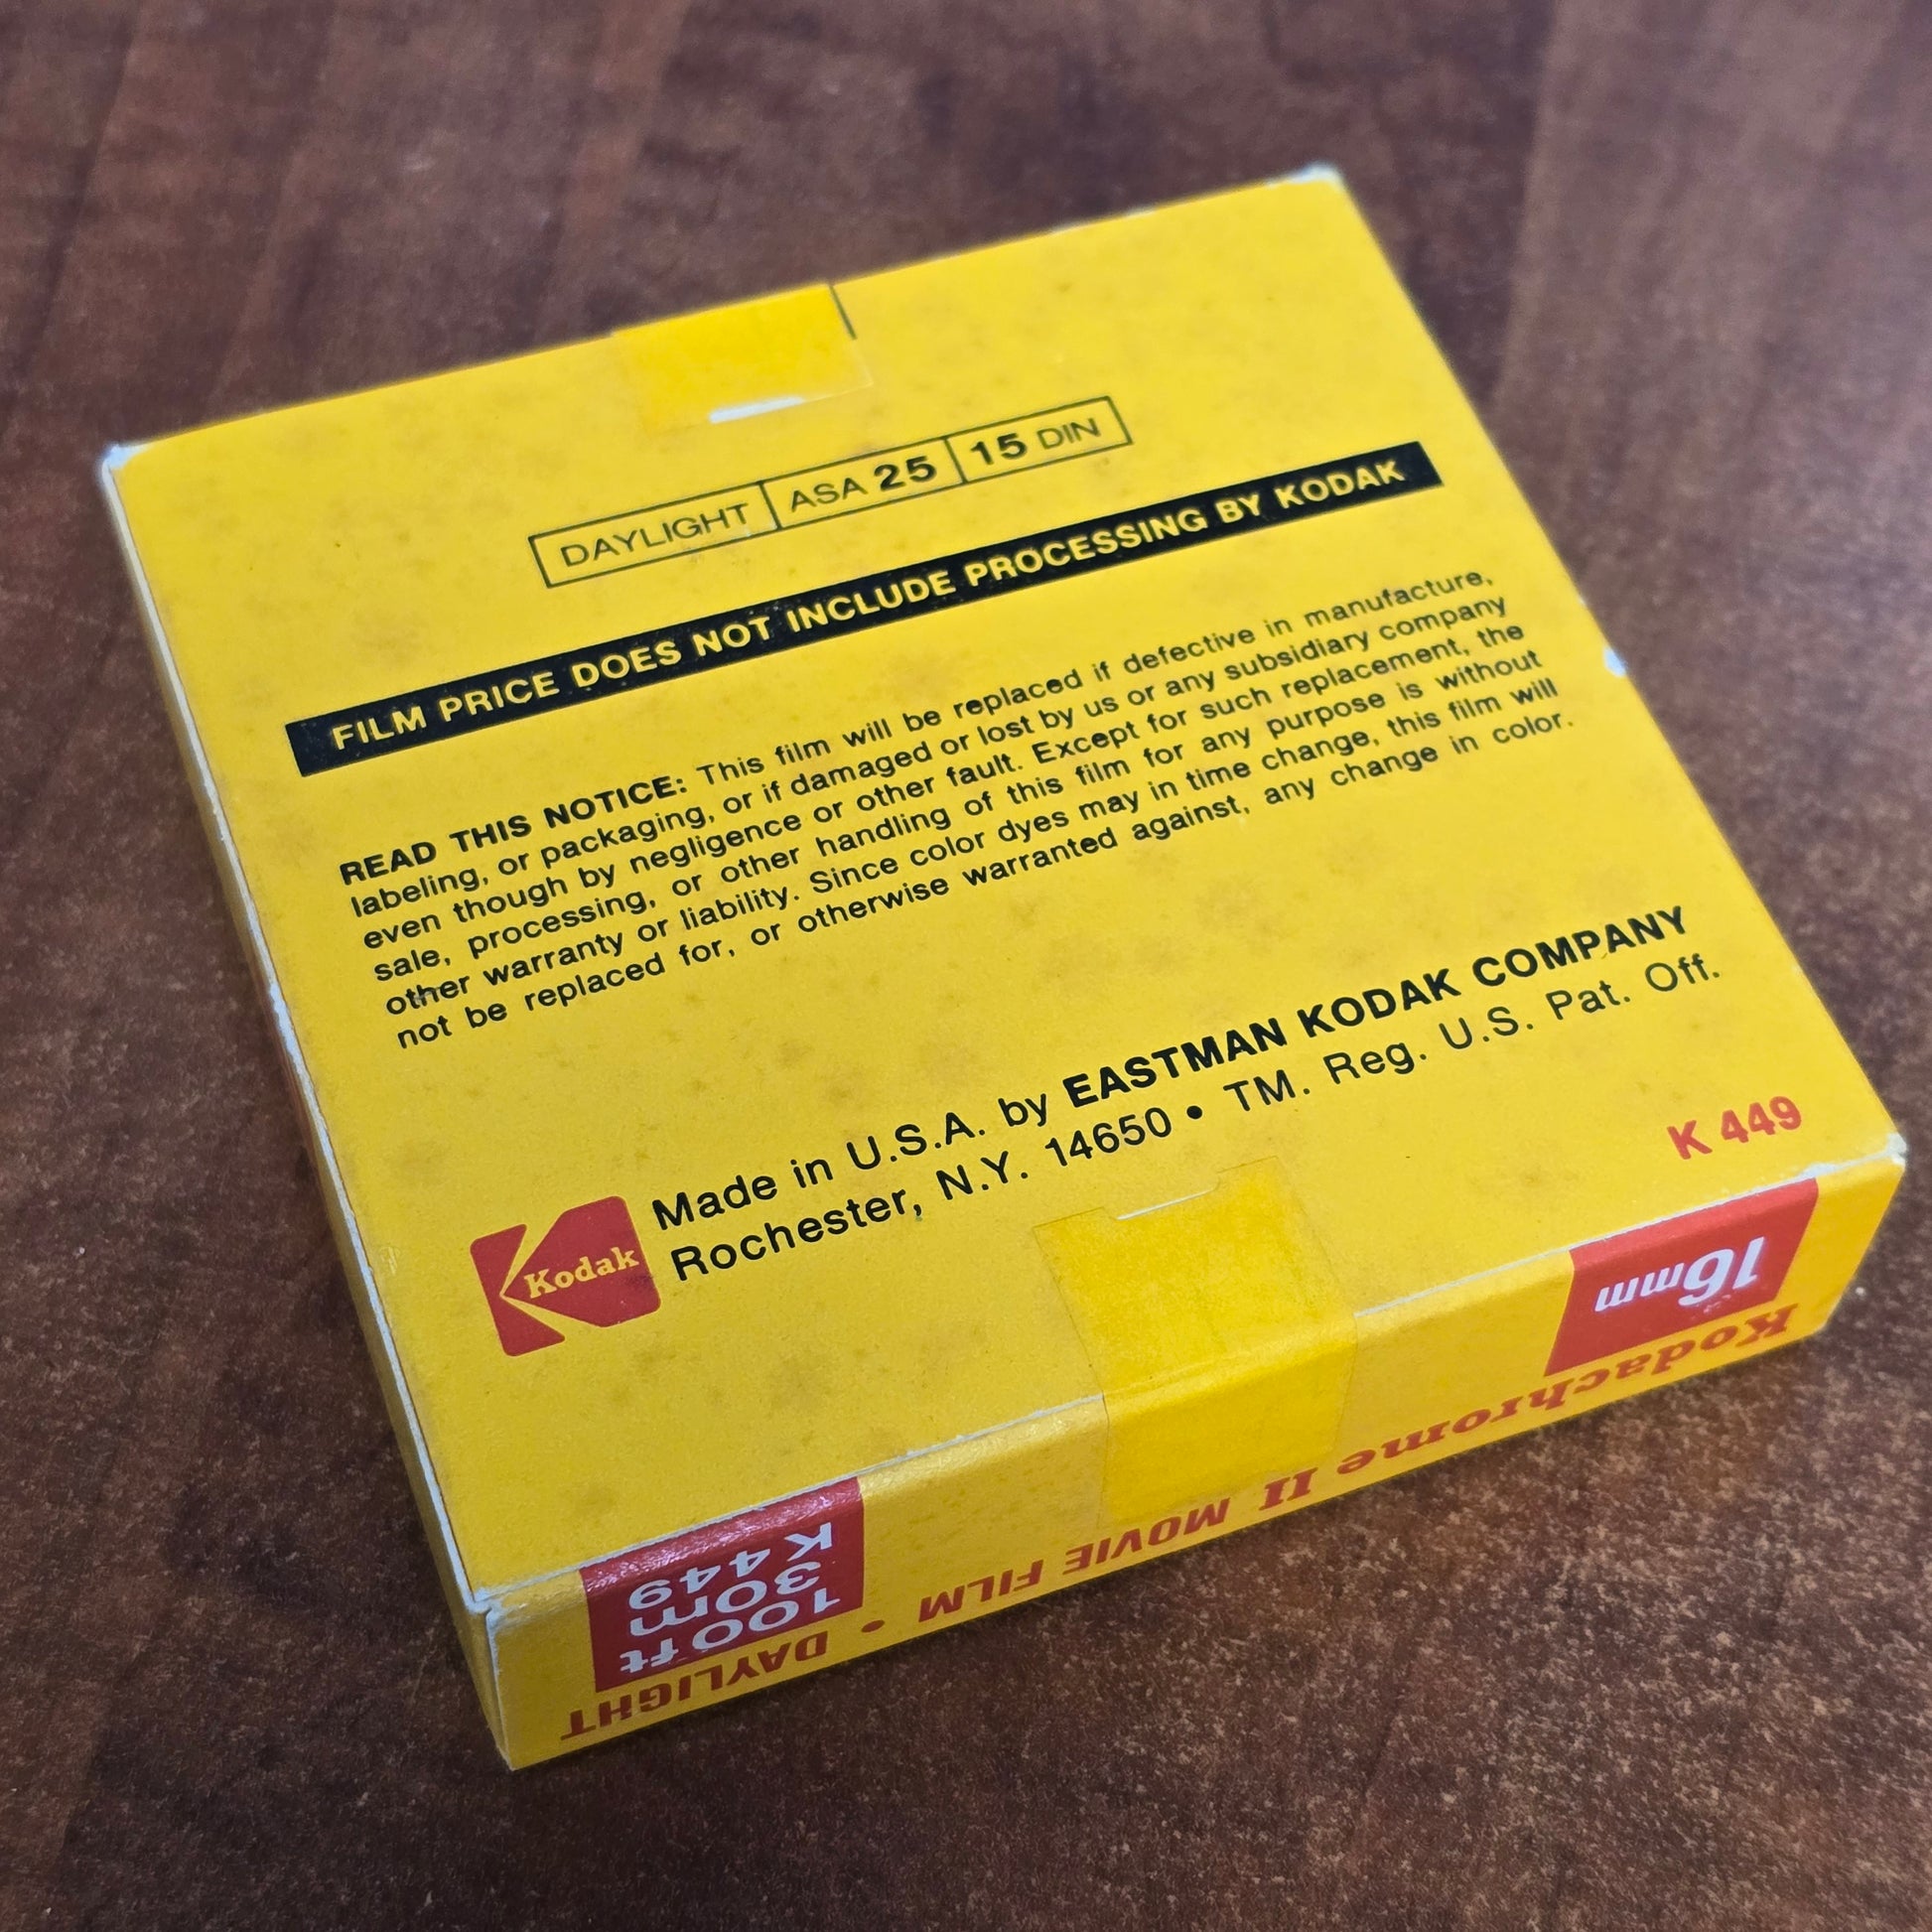 DAYLIGHT ASA 25 15 DIN
FILM PRICE DOES NOT INCLUDE PROCESSING BY KODAK
READ THIS NOTICE: This film will be replaced if defective in manufacture,
labeling, or packaging, or if damaged or lost by us or any subsidiary company
even though by negligence or other fault. Except for such replacement, the
sale, processing, or other handling of this film for any purpose is without
other warranty or liability. Since color dyes may in time change, this film will
not be replaced for, or otherwise warranted against, any change in color.
Kodak
Made in U.S.A. by EASTMAN KODAK COMPANY
Rochester, N.Y. 14650 • TM. Reg. U.S. Pat. Off.
K 449
Kodachrome II MOVIE FILM • DAYLIGHT
16mm
100ft
30m
K449